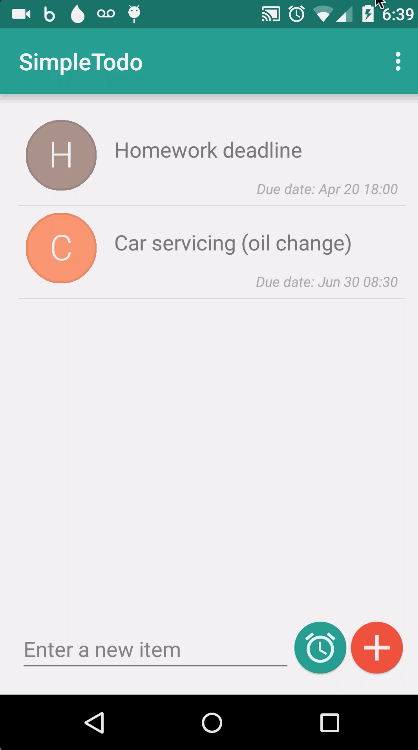 6:39
SimpleTodo
H
Homework deadline
Due date: Apr 20 18:00
C
Car servicing (oil change)
Due date: Jun 30 08:30
Enter a new item